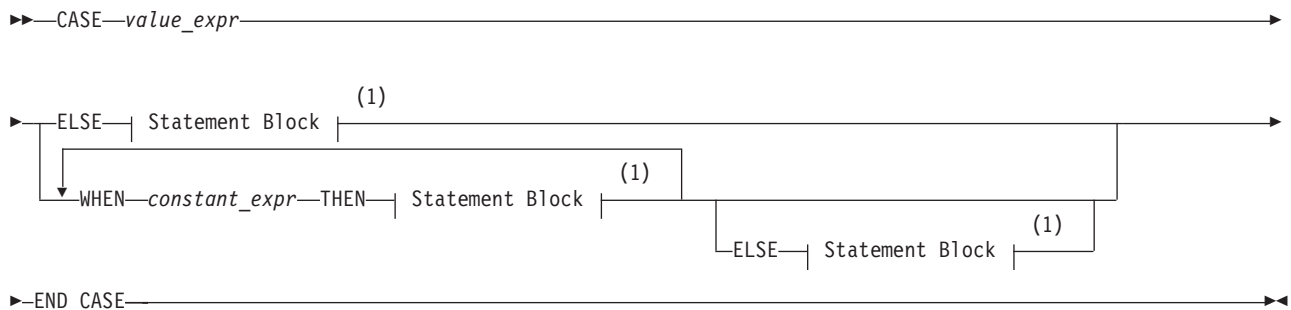 CASE value_expr
(1)
ELSE Statement Block
(1)
WHEN constant_expr THEN Statement Block
(1)
ELSE Statement Block
END CASE